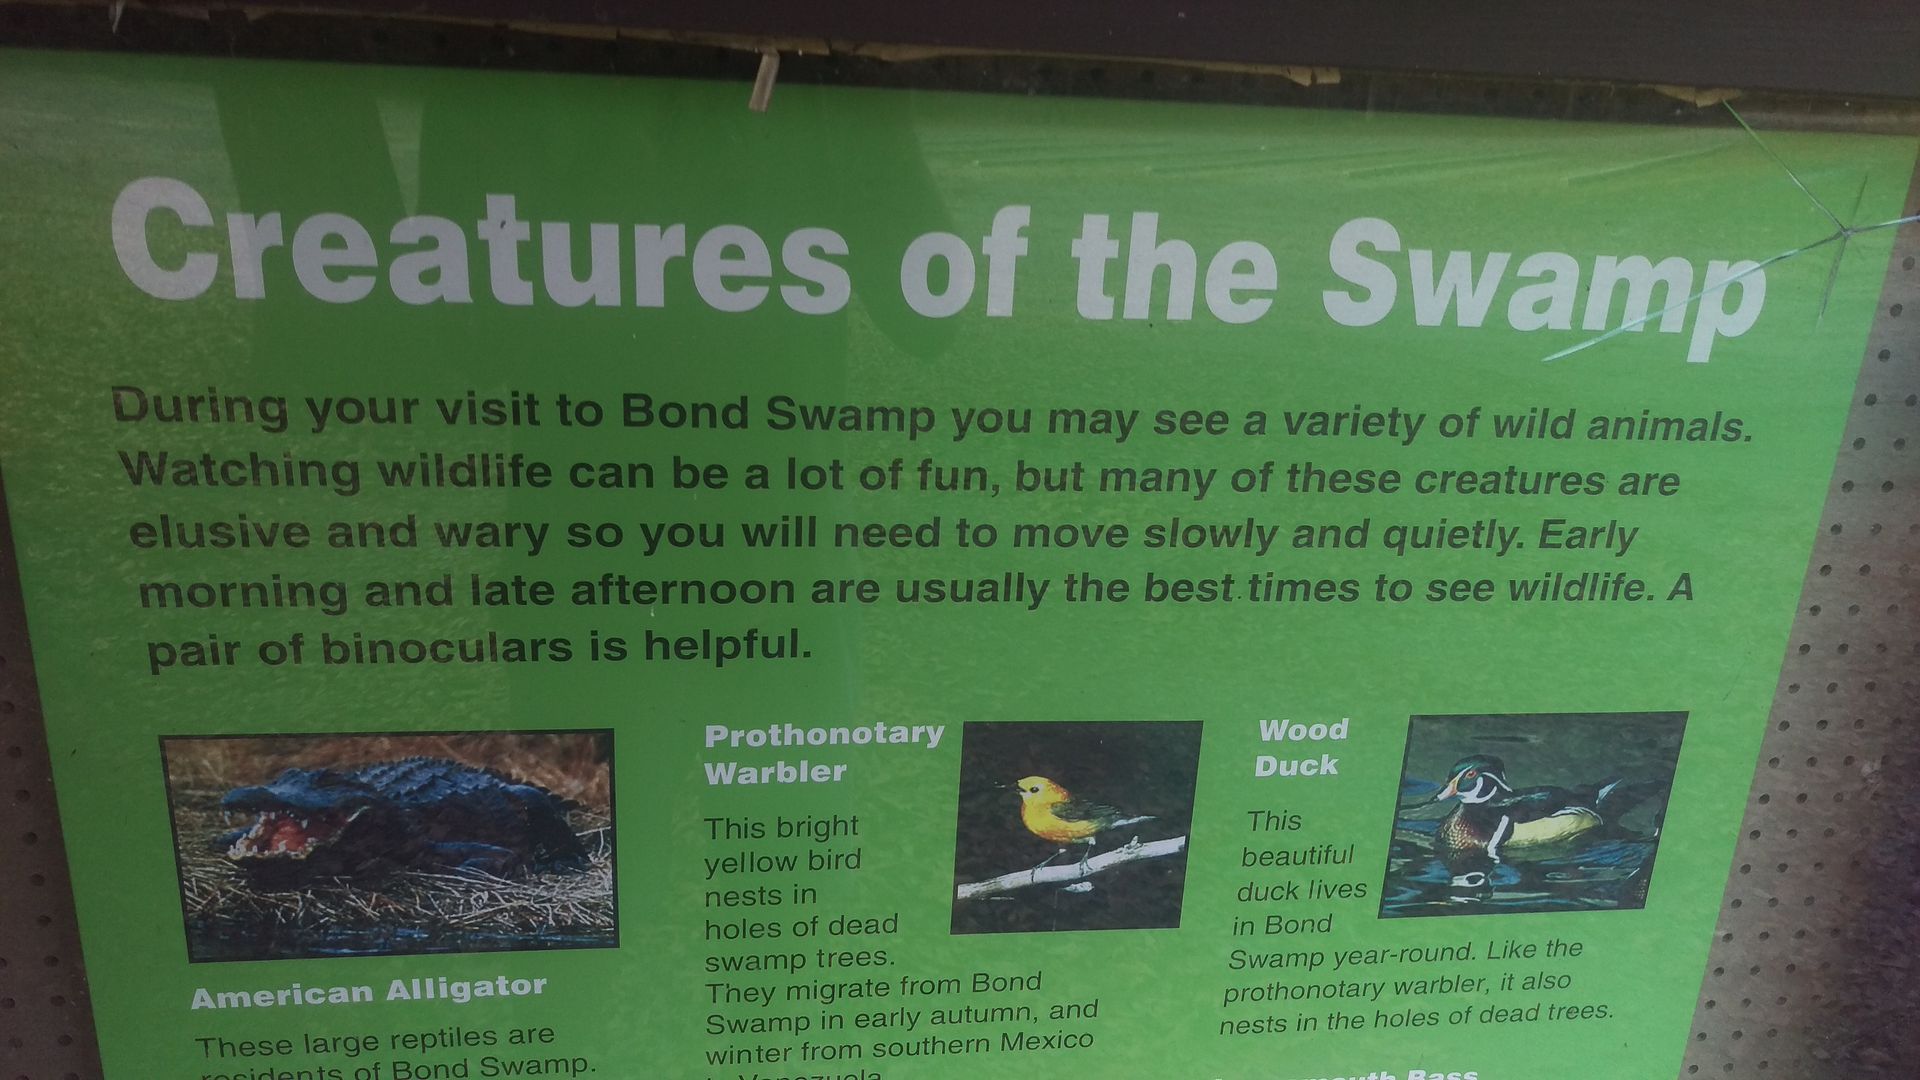 Creatures of the Swamp
During your visit to Bond Swamp you may see a variety of wild animals.
Watching wildlife can be a lot of fun, but many of these creatures are
elusive and wary so you will need to move slowly and quietly. Early
morning and late afternoon are usually the best times to see wildlife. A
pair of binoculars is helpful.
American Alligator
These large reptiles are
residents of Bond Swamp.
Prothonotary
Warbler
This bright
yellow bird
nests in
holes of dead
swamp trees.
They migrate from Bond
Swamp in early autumn, and
winter from southern Mexico
Venezuela
Wood
Duck
This
beautiful
duck lives
in Bond
Swamp year-round. Like the
prothonotary warbler, it also
nests in the holes of dead trees.
Bass